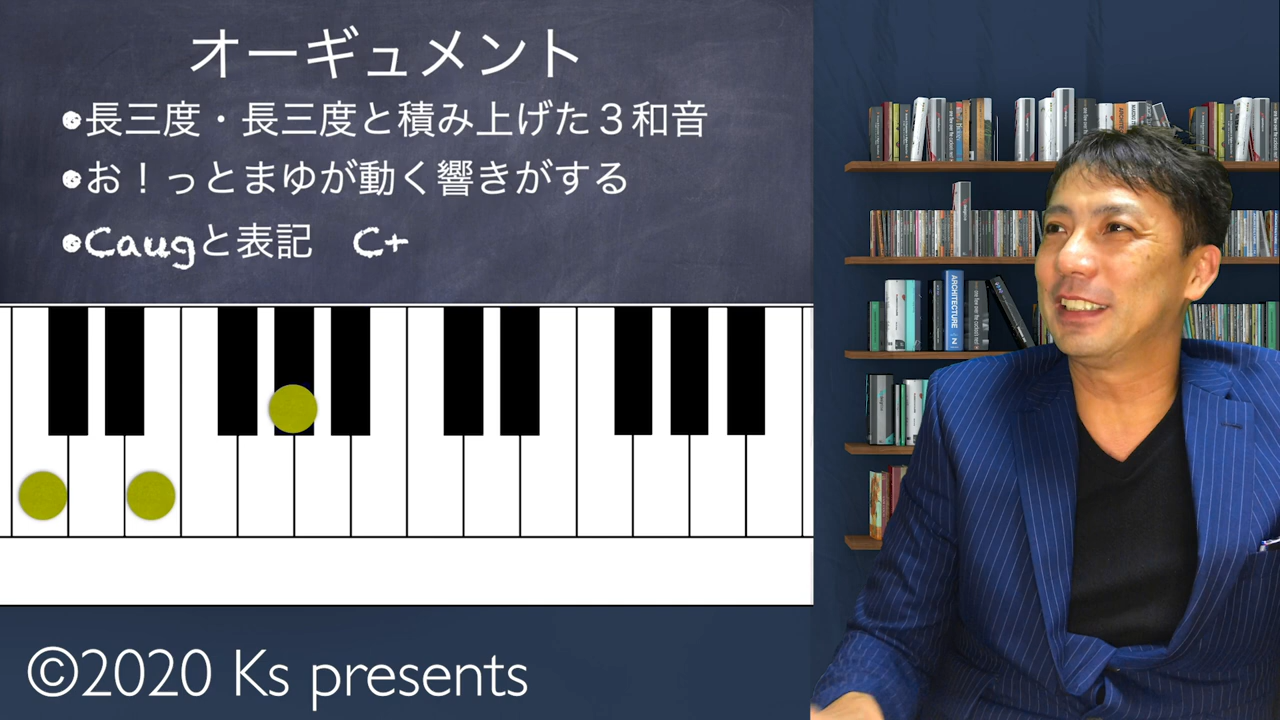 オーギュメント
•長三度・長三度と積み上げた３和音
•お！っとまゆが動く響きがする
•Caugと表記　C+
ARCHITECTURE
©2020 Ks presents